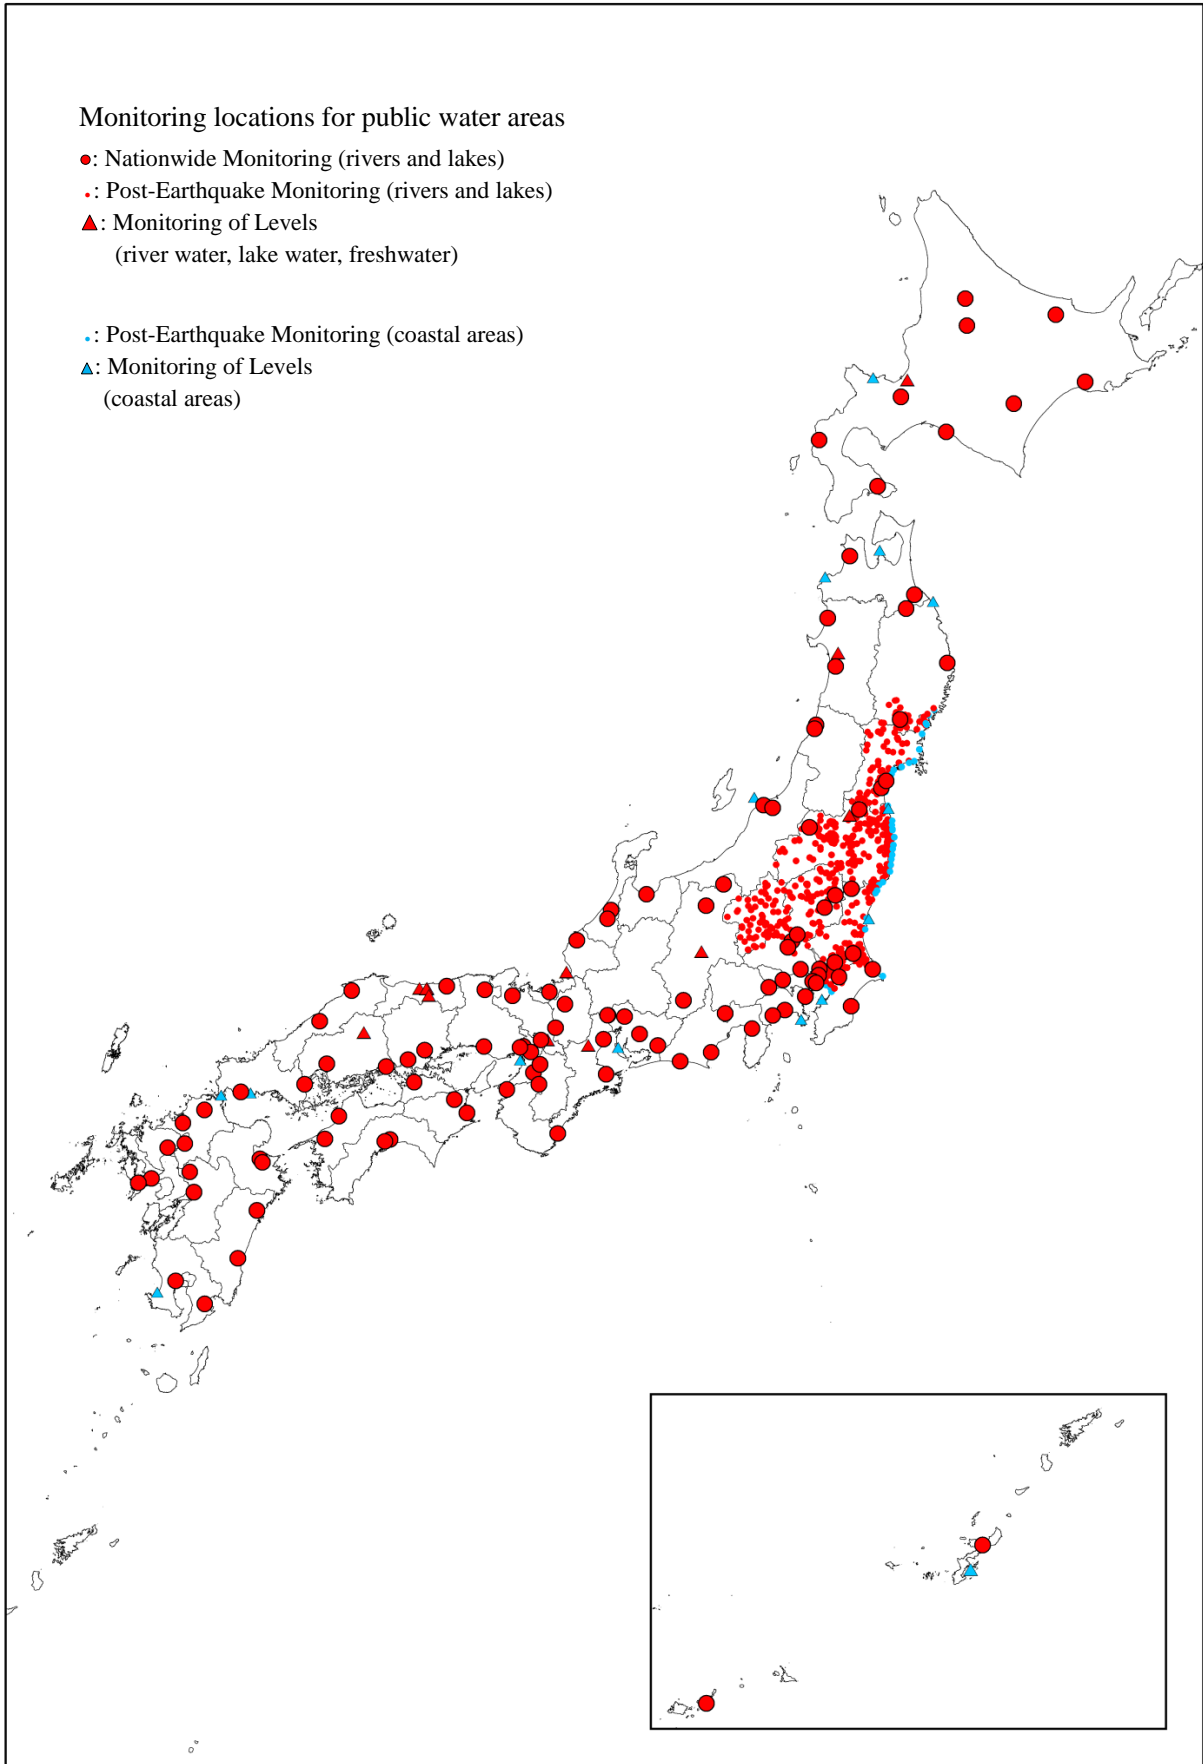 Monitoring locations for public water areas
: Nationwide Monitoring (rivers and lakes)
: Post-Earthquake Monitoring (rivers and lakes)
: Monitoring of Levels
(river water, lake water, freshwater)
: Post-Earthquake Monitoring (coastal areas)
: Monitoring of Levels
(coastal areas)